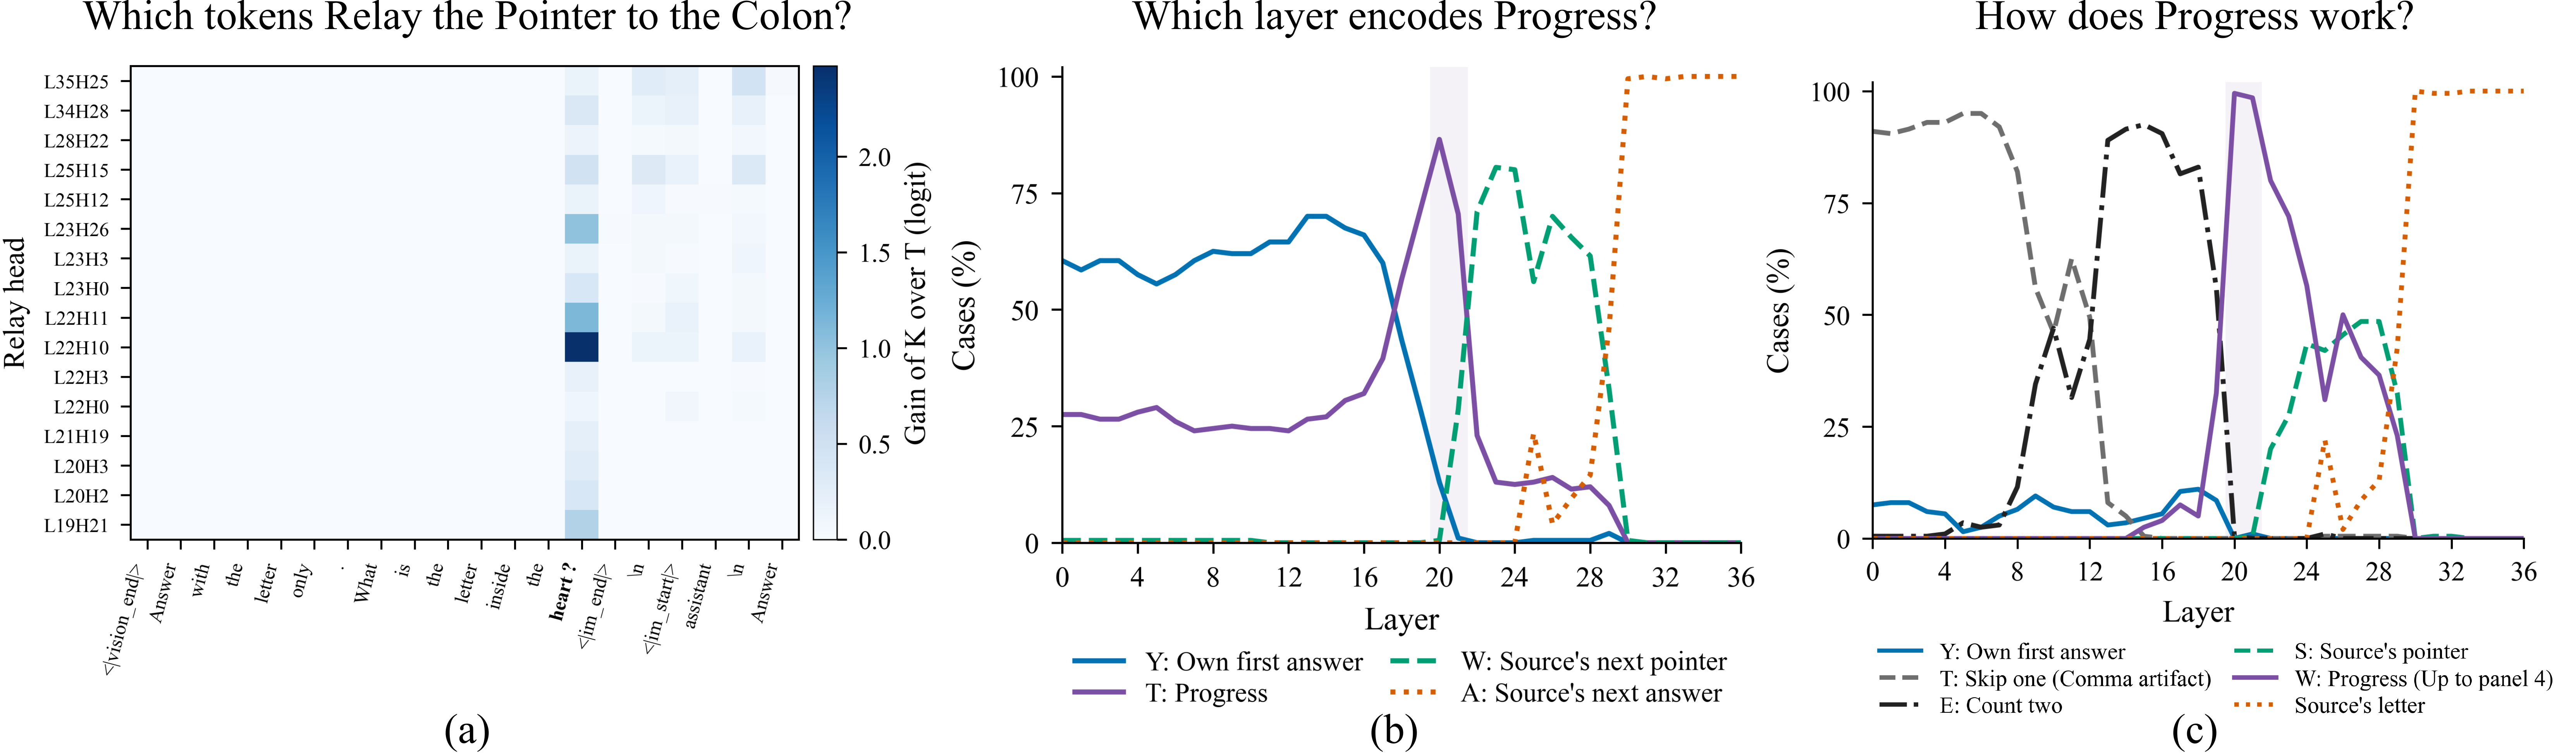 Which tokens Relay the Pointer to the Colon?
Relay head
L35H25
L34H28
L28H22
L25H15
L25H12
L23H26
L23H3
L23H0
L22H11
L22H10
L22H3
L22H0
L21H19
L20H3
L20H2
L19H21
<|vision_end|>
Answer
with
the
letter
only
.
What
is
the
letter
inside
the
heart ?
<|im_end|>
\n
<|im_start|>
assistant
\n
Answer
2.0
1.5
1.0
0.5
0.0
Gain of K over T (logit)
(a)
Which layer encodes Progress?
Cases (%)
100
75
50
25
0
0 4 8 12 16 20 24 28 32 36
Layer
Y: Own first answer
T: Progress
W: Source's next pointer
A: Source's next answer
(b)
How does Progress work?
Cases (%)
100
75
50
25
0
0 4 8 12 16 20 24 28 32 36
Layer
Y: Own first answer
T: Skip one (Comma artifact)
E: Count two
S: Source's pointer
W: Progress (Up to panel 4)
Source's letter
(c)